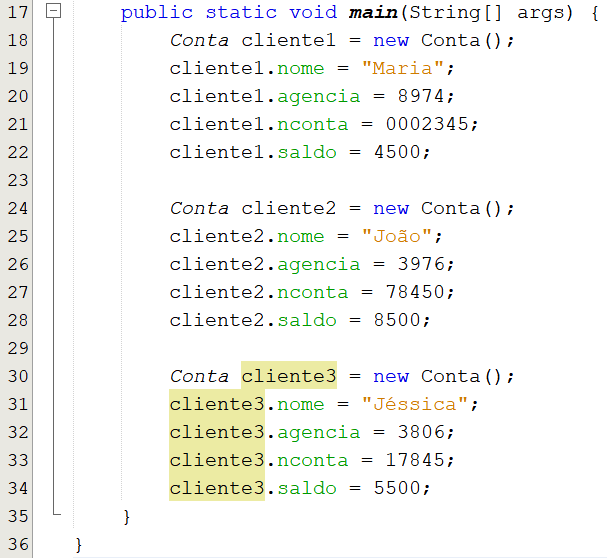 17 public static void main(String[] args) {
18 Conta cliente1 = new Conta();
19 cliente1.nome = "Maria";
20 cliente1.agencia = 8974;
21 cliente1.nconta = 0002345;
22 cliente1.saldo = 4500;
23
24 Conta cliente2 = new Conta();
25 cliente2.nome = "João";
26 cliente2.agencia = 3976;
27 cliente2.nconta = 78450;
28 cliente2.saldo = 8500;
29
30 Conta cliente3 = new Conta();
31 cliente3.nome = "Jéssica";
32 cliente3.agencia = 3806;
33 cliente3.nconta = 17845;
34 cliente3.saldo = 5500;
35 }
36 }